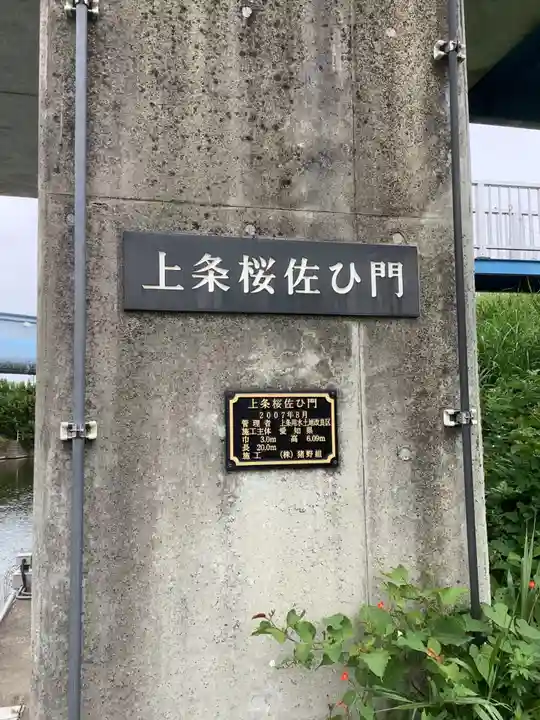 上条桜佐ひ門
上条桜佐ひ門
2007年8月
管理者 上条用水土地改良区
施工主体 愛知県
巾 3.0m 高 6.09m
長 20.0m
施工 (株)猪野組